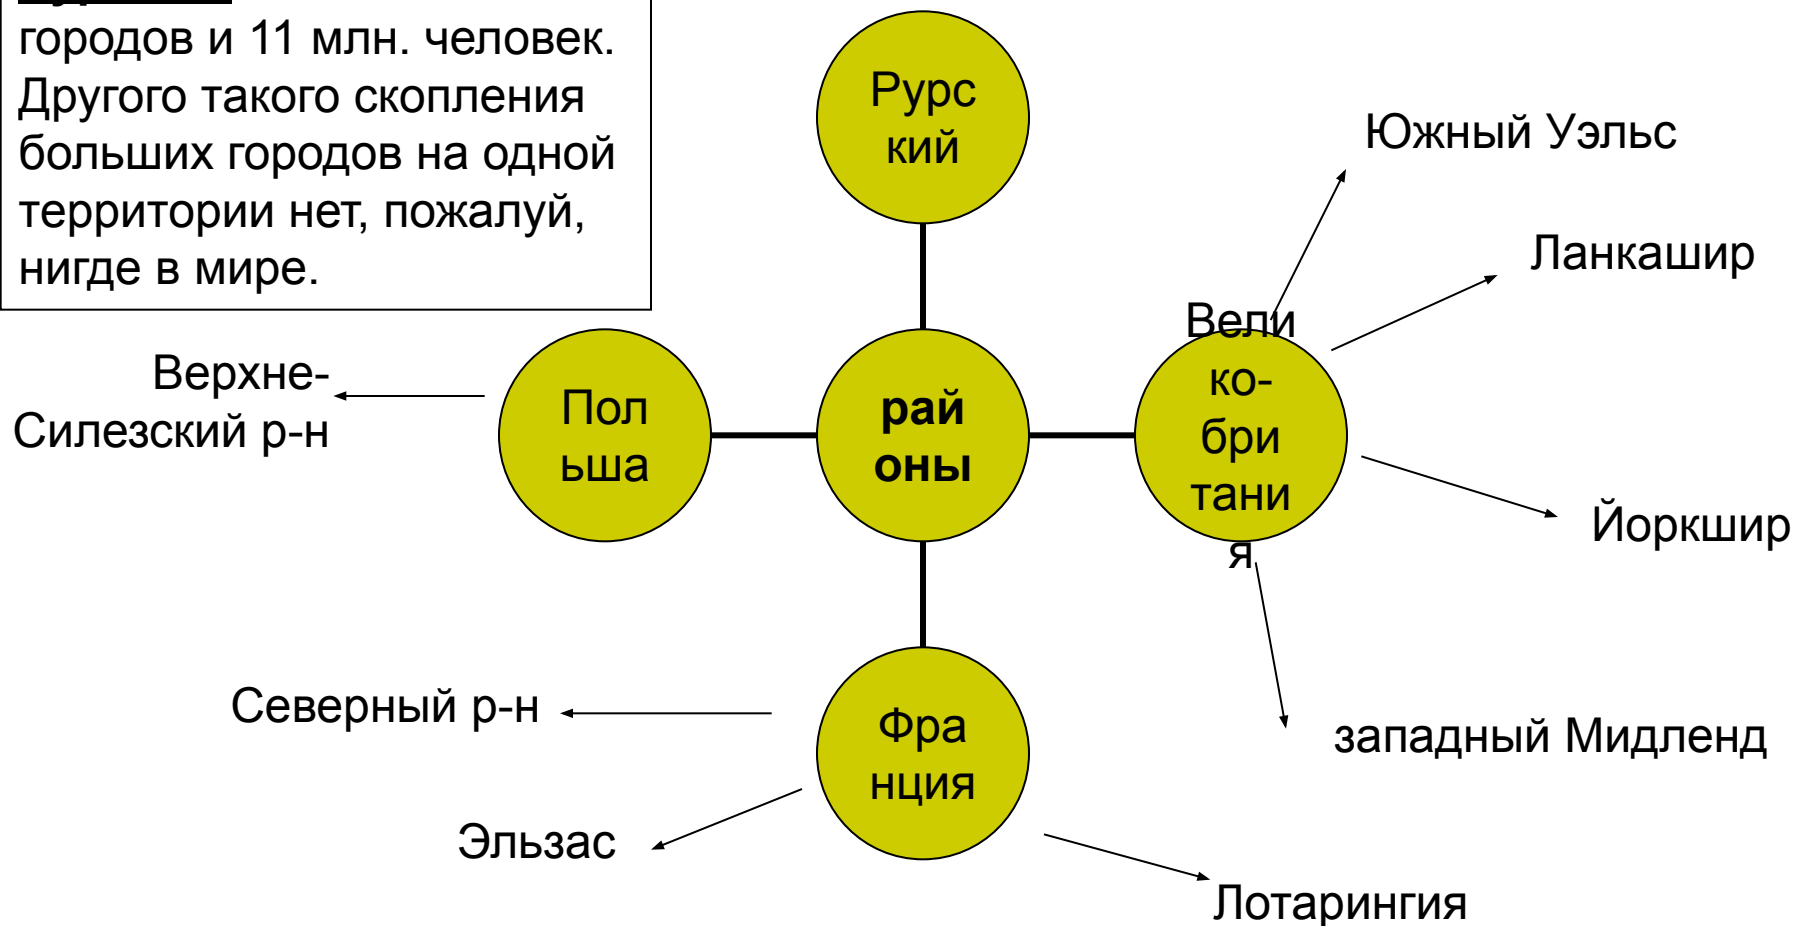 городов и 11 млн. человек.
Другого такого скопления
больших городов на одной
территории нет, пожалуй,
нигде в мире.
Рурс
кий
Южный Уэльс
Ланкашир
Вели
ко-
бри
тани
я
Верхне-
Силезский р-н
Пол
ьша
рай
оны
Йоркшир
Северный р-н
Фра
нция
западный Мидленд
Эльзас
Лотарингия